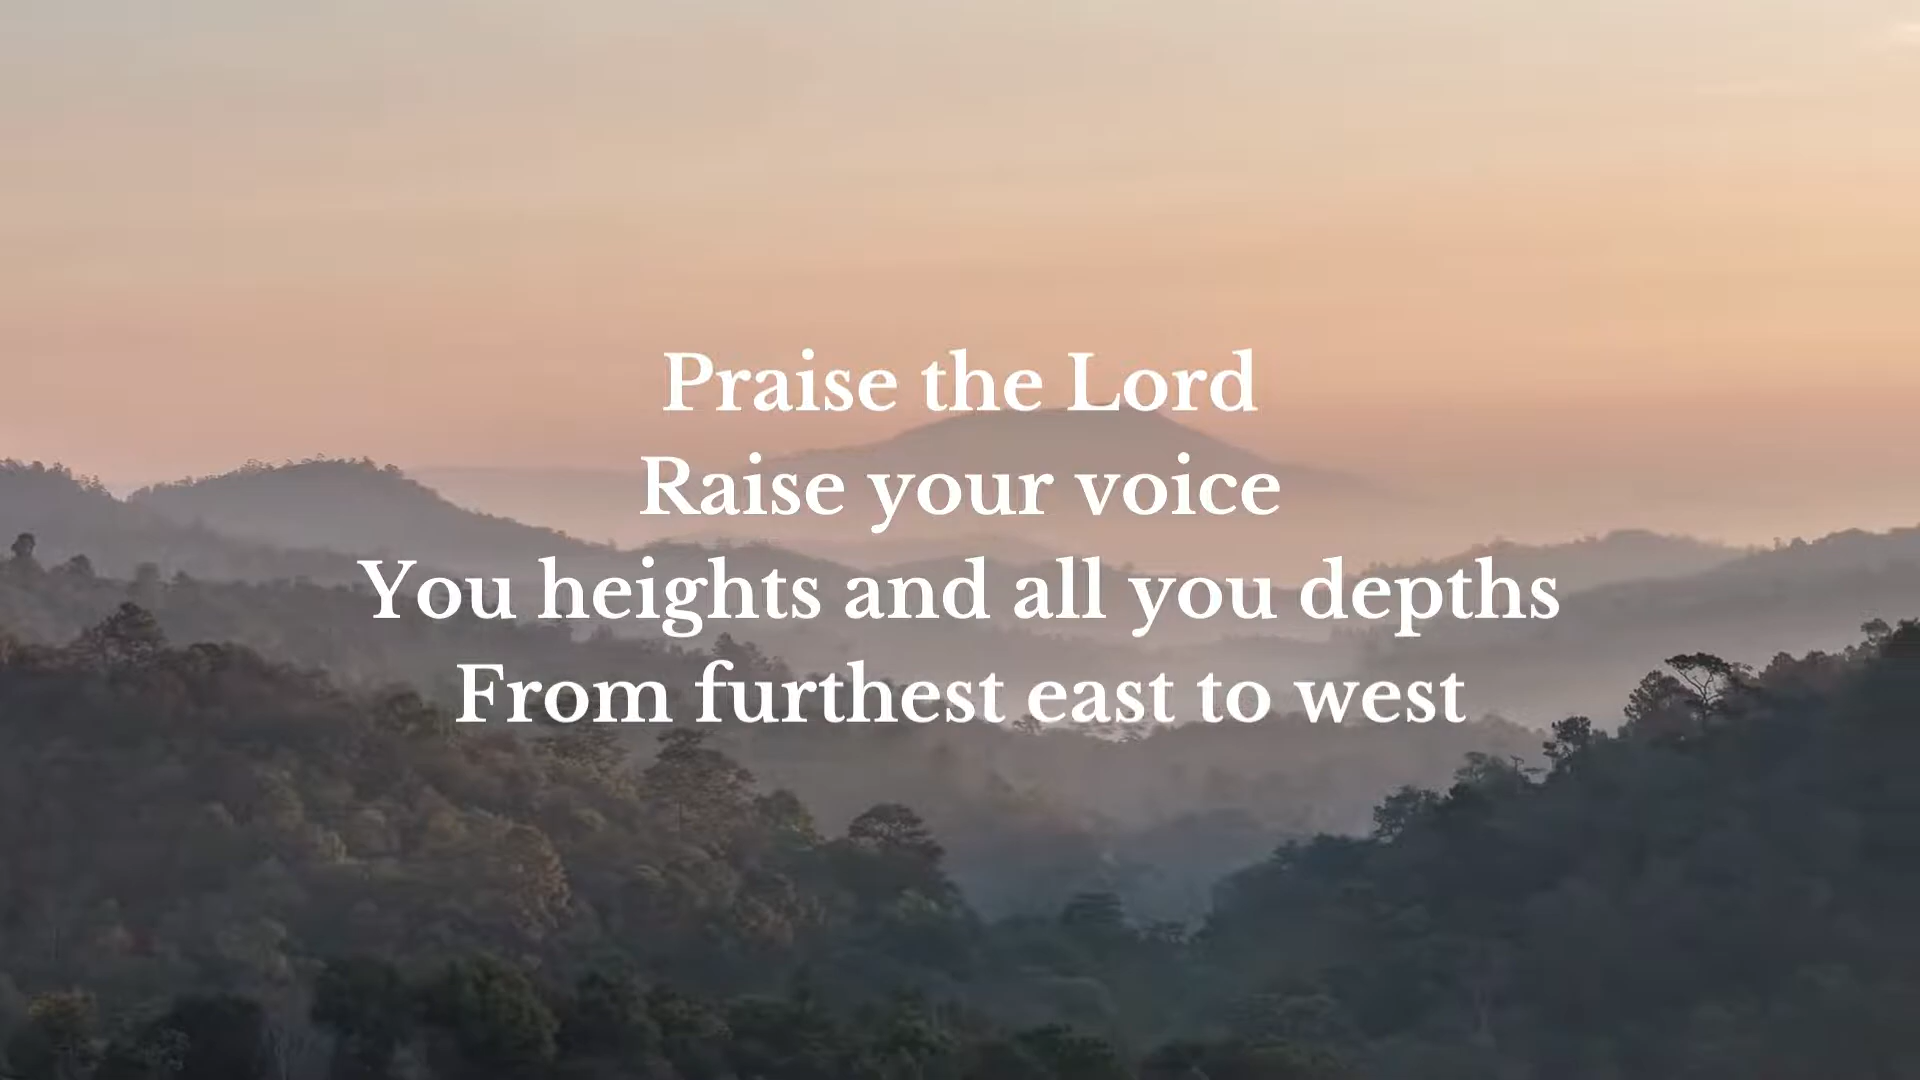 Praise the Lord
Raise your voice
You heights and all you depths
From furthest east to west